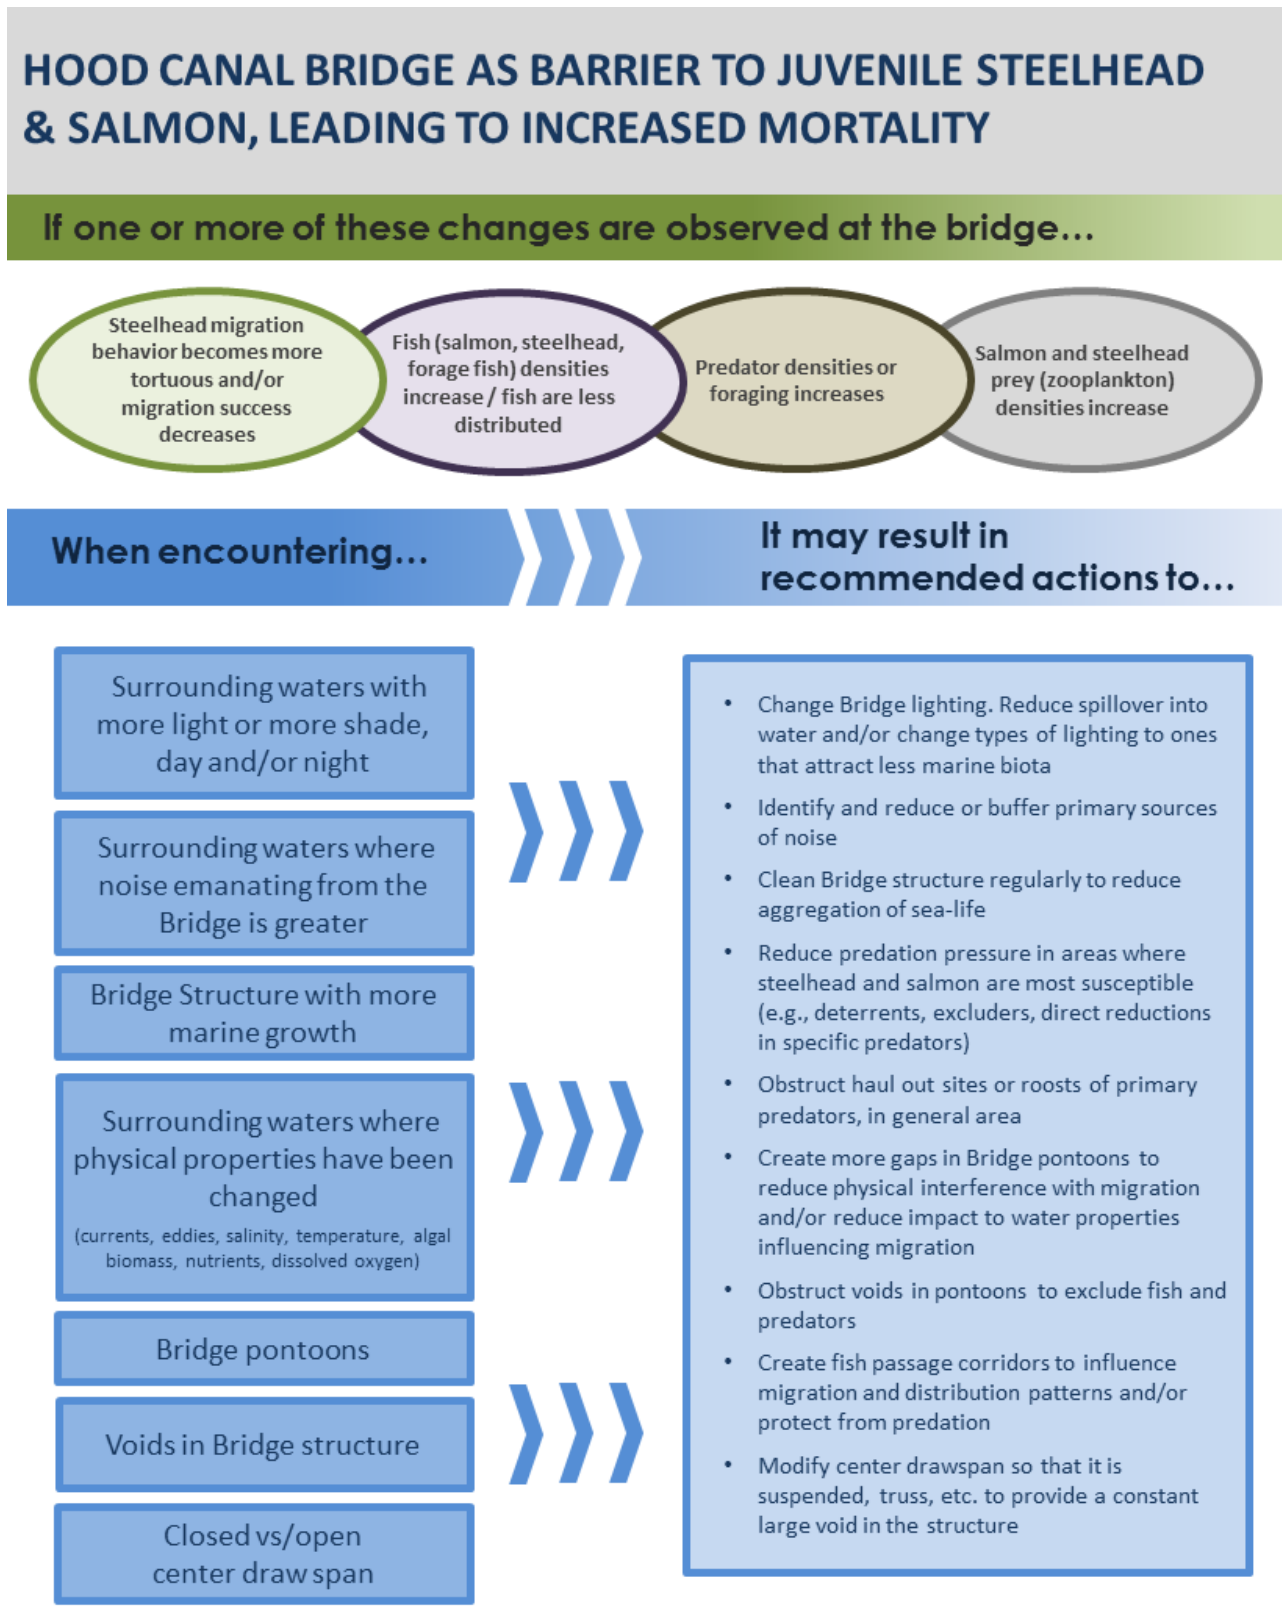 HOOD CANAL BRIDGE AS BARRIER TO JUVENILE STEELHEAD
& SALMON, LEADING TO INCREASED MORTALITY
If one or more of these changes are observed at the bridge...
Steelhead migration
behavior becomes more
tortuous and/or
migration success
decreases
Fish (salmon, steelhead,
forage fish) densities
increase / fish are less
distributed
Predator densities or
foraging increases
Salmon and steelhead
prey (zooplankton)
densities increase
When encountering...
It may result in
recommended actions to...
Surrounding waters with
more light or more shade,
day and/or night
Surrounding waters where
noise emanating from the
Bridge is greater
Bridge Structure with more
marine growth
Surrounding waters where
physical properties have been
changed
(currents, eddies, salinity, temperature, algal
biomass, nutrients, dissolved oxygen)
Bridge pontoons
Voids in Bridge structure
Closed vs/open
center draw span
• Change Bridge lighting. Reduce spillover into
water and/or change types of lighting to ones
that attract less marine biota
• Identify and reduce or buffer primary sources
of noise
• Clean Bridge structure regularly to reduce
aggregation of sea-life
• Reduce predation pressure in areas where
steelhead and salmon are most susceptible
(e.g., deterrents, excluders, direct reductions
in specific predators)
• Obstruct haul out sites or roosts of primary
predators, in general area
• Create more gaps in Bridge pontoons to
reduce physical interference with migration
and/or reduce impact to water properties
influencing migration
• Obstruct voids in pontoons to exclude fish and
predators
• Create fish passage corridors to influence
migration and distribution patterns and/or
protect from predation
• Modify center drawspan so that it is
suspended, truss, etc. to provide a constant
large void in the structure